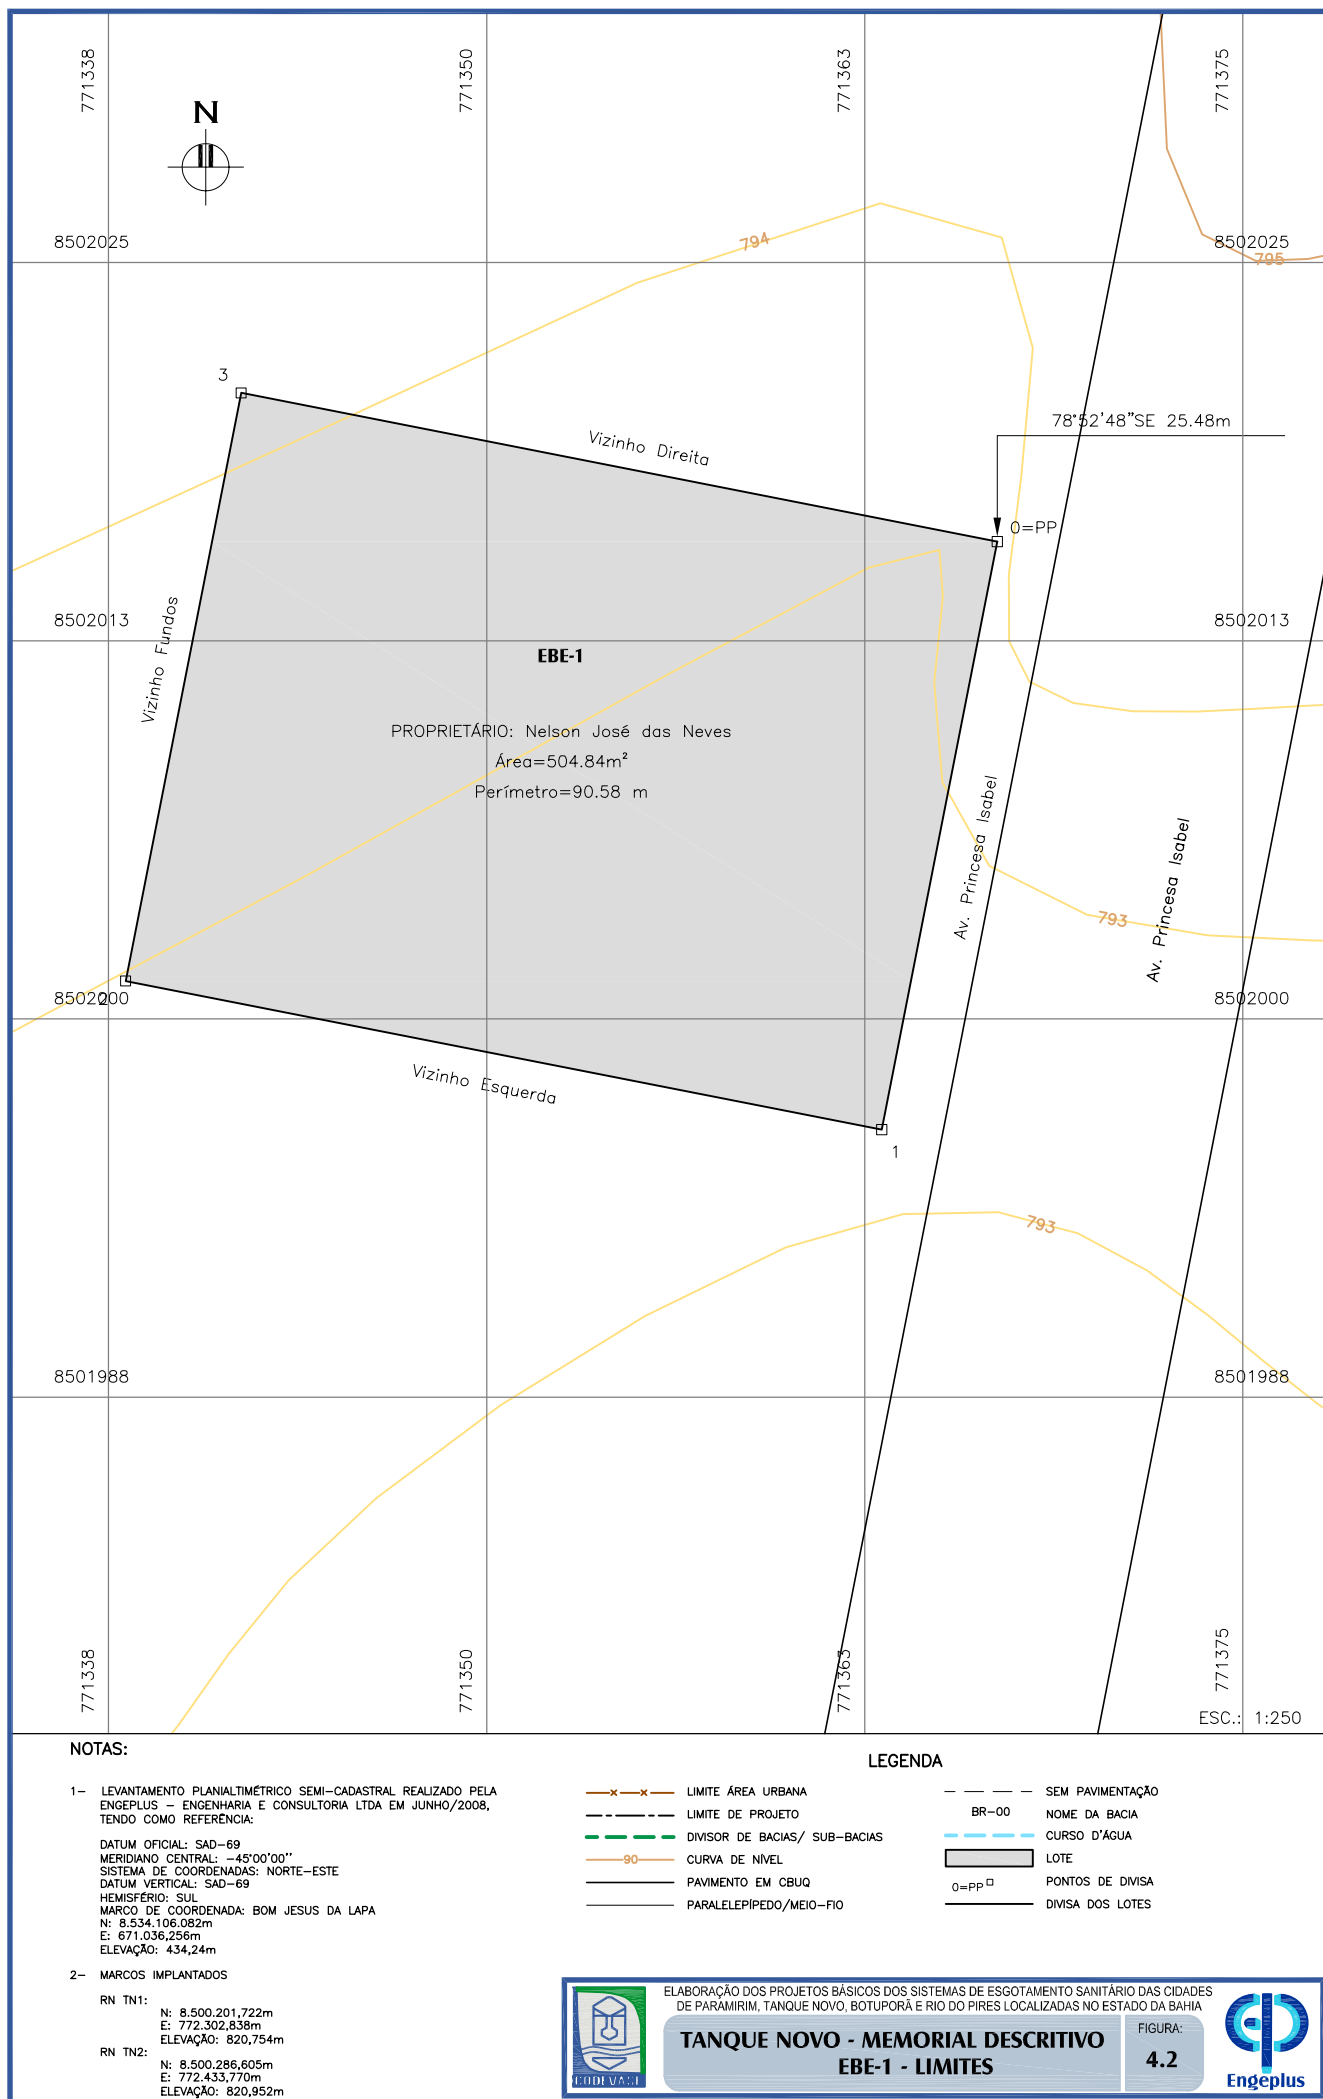 771338
771350
771363
771375
N
8502025
8502025
794
795
3
Vizinho Direita
78°52'48"SE 25.48m
0=PP
8502013
8502013
Vizinho Fundos
EBE-1
PROPRIETÁRIO: Nelson José das Neves
Área=504.84m²
Perímetro=90.58 m
Av. Princesa Isabel
Av. Princesa Isabel
793
2
8502000
8502000
Vizinho Esquerda
1
793
8501988
8501988
771338
771350
771363
771375
ESC.: 1:250
NOTAS:
1- LEVANTAMENTO PLANIALTIMÉTRICO SEMI-CADASTRAL REALIZADO PELA
ENGEPLUS - ENGENHARIA E CONSULTORIA LTDA EM JUNHO/2008,
TENDO COMO REFERÊNCIA:
DATUM OFICIAL: SAD-69
MERIDIANO CENTRAL: -45°00'00''
SISTEMA DE COORDENADAS: NORTE-ESTE
DATUM VERTICAL: SAD-69
HEMISFÉRIO: SUL
MARCO DE COORDENADA: BOM JESUS DA LAPA
N: 8.534.106.082m
E: 671.036,256m
ELEVAÇÃO: 434,24m
2- MARCOS IMPLANTADOS
RN TN1:
N: 8.500.201,722m
E: 772.302,838m
ELEVAÇÃO: 820,754m
RN TN2:
N: 8.500.286,605m
E: 772.433,770m
ELEVAÇÃO: 820,952m
LEGENDA
LIMITE ÁREA URBANA
LIMITE DE PROJETO
DIVISOR DE BACIAS/ SUB-BACIAS
90 CURVA DE NÍVEL
PAVIMENTO EM CBUQ
PARALELEPÍPEDO/MEIO-FIO
SEM PAVIMENTAÇÃO
BR-00 NOME DA BACIA
CURSO D'ÁGUA
LOTE
0=PP PONTOS DE DIVISA
DIVISA DOS LOTES
CODEVASF
ELABORAÇÃO DOS PROJETOS BÁSICOS DOS SISTEMAS DE ESGOTAMENTO SANITÁRIO DAS CIDADES
DE PARAMIRIM, TANQUE NOVO, BOTUPORÃ E RIO DO PIRES LOCALIZADAS NO ESTADO DA BAHIA
TANQUE NOVO - MEMORIAL DESCRITIVO
EBE-1 - LIMITES
FIGURA:
4.2
Engeplus